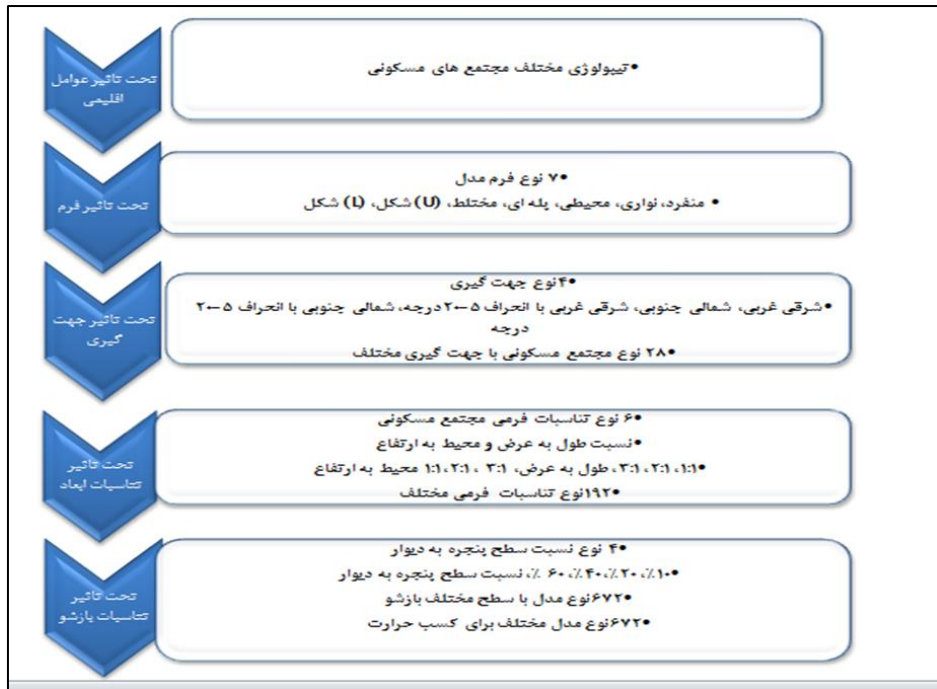 تحت تاثیر عوامل
اقلیمی
•تیپولوژی مختلف مجتمع های مسکونی
تحت تاثیر فرم
•۷ نوع فرم مدل
• منفرد، نواری، محیطی، پله ای، مختلط، (U) شکل، (L) شکل
تحت تاثیر جهت
گیری
•۴نوع جهت گیری
•شرقی غربی، شمالی جنوبی، شرقی غربی با انحراف ۵–۲۰ درجه، شمالی جنوبی با انحراف ۵–۲۰
درجه
•۲۸ نوع مجتمع مسکونی با جهت گیری مختلف
تحت تاثیر
تناسبات ابعاد
•۶ نوع تناسبات فرمی مجتمع مسکونی
•نسبت طول به عرض و محیط به ارتفاع
•۱:۱، ۲:۱، ۳:۱، طول به عرض، ۳:۱ ، ۲:۱، ۱:۱ محیط به ارتفاع
•۱۹۲نوع تناسبات فرمی مختلف
تحت تاثیر
تناسبات بازشو
•۴ نوع نسبت سطح پنجره به دیوار
•۱۰٪، ۲۰٪، ۴۰٪، ۶۰ ٪، نسبت سطح پنجره به دیوار
•۶۷۲نوع مدل با سطح مختلف بازشو
•۶۷۲نوع مدل مختلف برای کسب حرارت